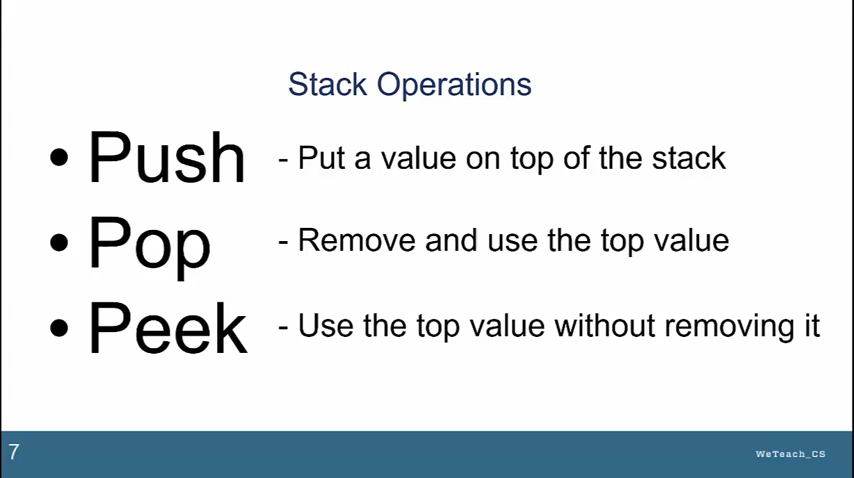 Stack Operations
• Push - Put a value on top of the stack
• Pop - Remove and use the top value
• Peek - Use the top value without removing it
7
WeTeach_CS